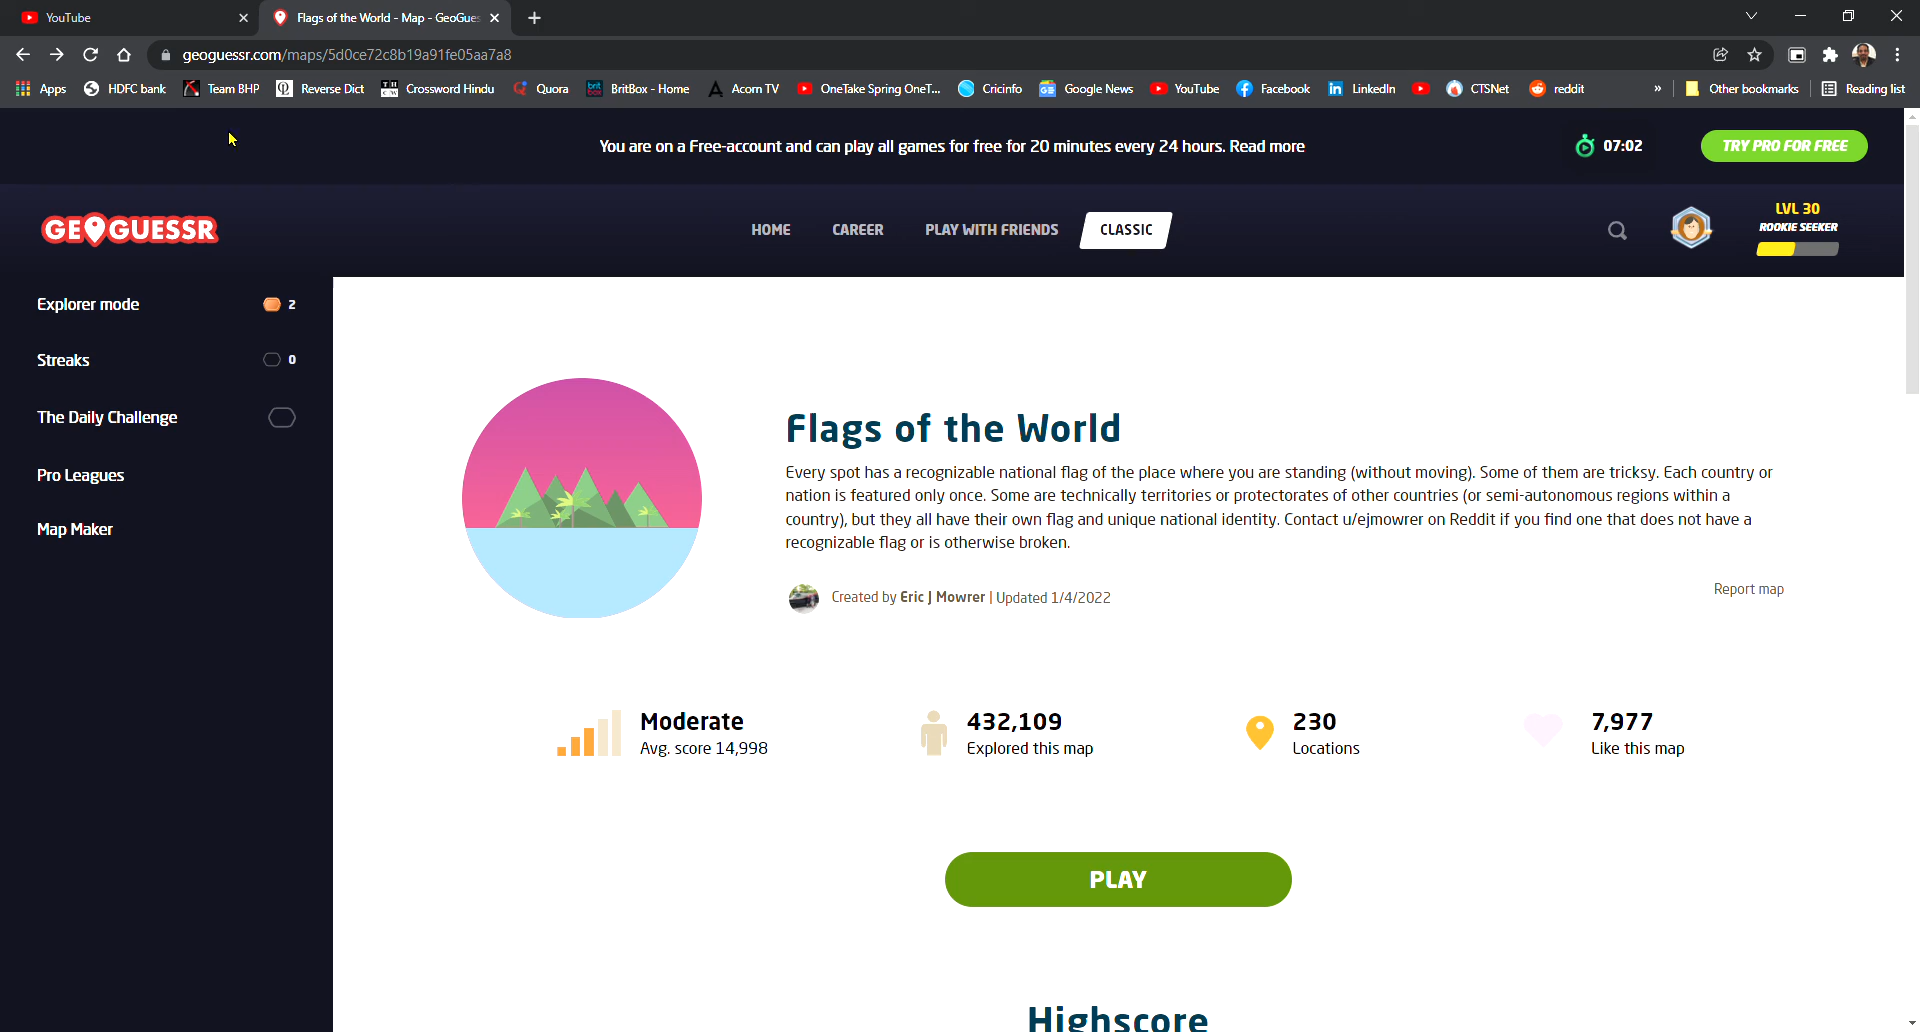 YouTube
Flags of the World - Map - GeoGues
geoguessr.com/maps/5d0ce72c8b19a91fe05aa7a8
Apps HDFC bank Team BHP Reverse Dict Crossword Hindu Quora BritBox - Home Acorn TV OneTake Spring OneT... Cricinfo Google News YouTube Facebook LinkedIn CTSNet reddit » Other bookmarks Reading list
You are on a Free-account and can play all games for free for 20 minutes every 24 hours. Read more
07:02
TRY PRO FOR FREE
GEOGUESSR
HOME CAREER PLAY WITH FRIENDS CLASSIC
LVL 30
ROOKIE SEEKER
Explorer mode 2
Streaks 0
The Daily Challenge
Pro Leagues
Map Maker
Flags of the World
Every spot has a recognizable national flag of the place where you are standing (without moving). Some of them are tricksy. Each country or
nation is featured only once. Some are technically territories or protectorates of other countries (or semi-autonomous regions within a
country), but they all have their own flag and unique national identity. Contact u/ejmowrer on Reddit if you find one that does not have a
recognizable flag or is otherwise broken.
Created by Eric J Mowrer | Updated 1/4/2022
Report map
Moderate
Avg. score 14,998
432,109
Explored this map
230
Locations
7,977
Like this map
PLAY
Highscore